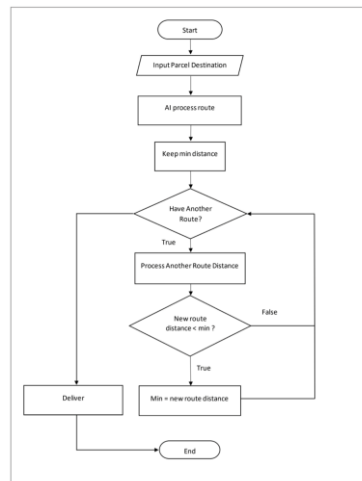 Start
Input Parcel Destination
AI process route
Keep min distance
Have Another
Route?
True
Process Another Route Distance
New route
distance < min ?
False
True
Min = new route distance
Deliver
End